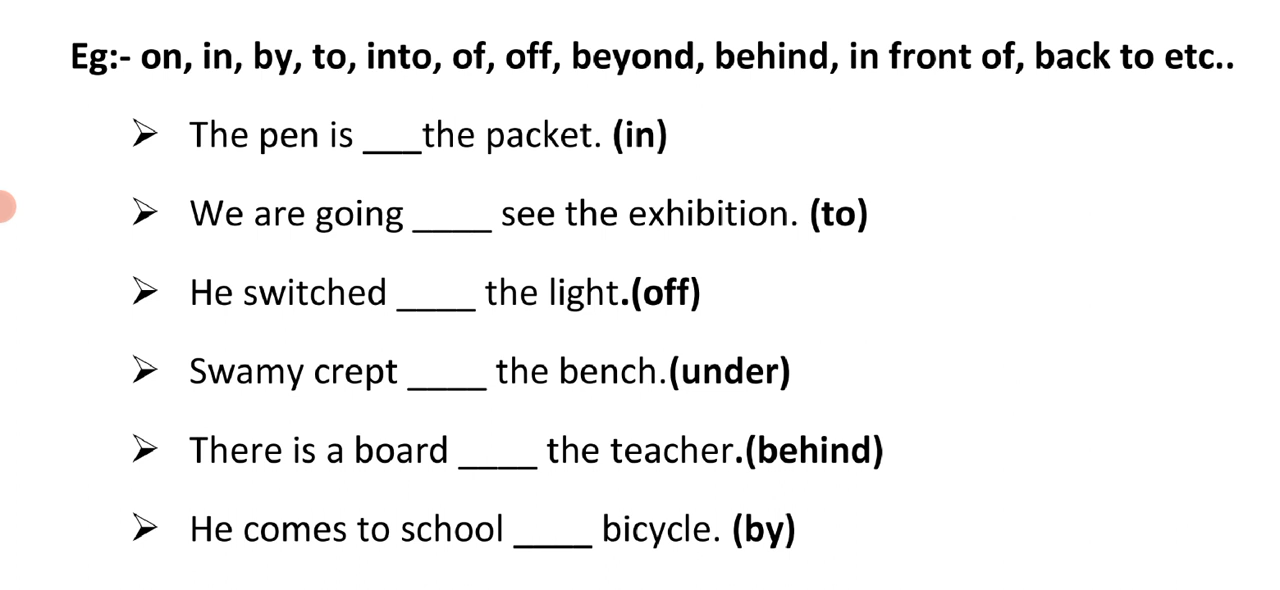 Eg:- on, in, by, to, into, of, off, beyond, behind, in front of, back to etc..
➢ The pen is ___the packet. (in)
➢ We are going ____ see the exhibition. (to)
➢ He switched ____ the light.(off)
➢ Swamy crept ____ the bench.(under)
➢ There is a board ____ the teacher.(behind)
➢ He comes to school ____ bicycle. (by)